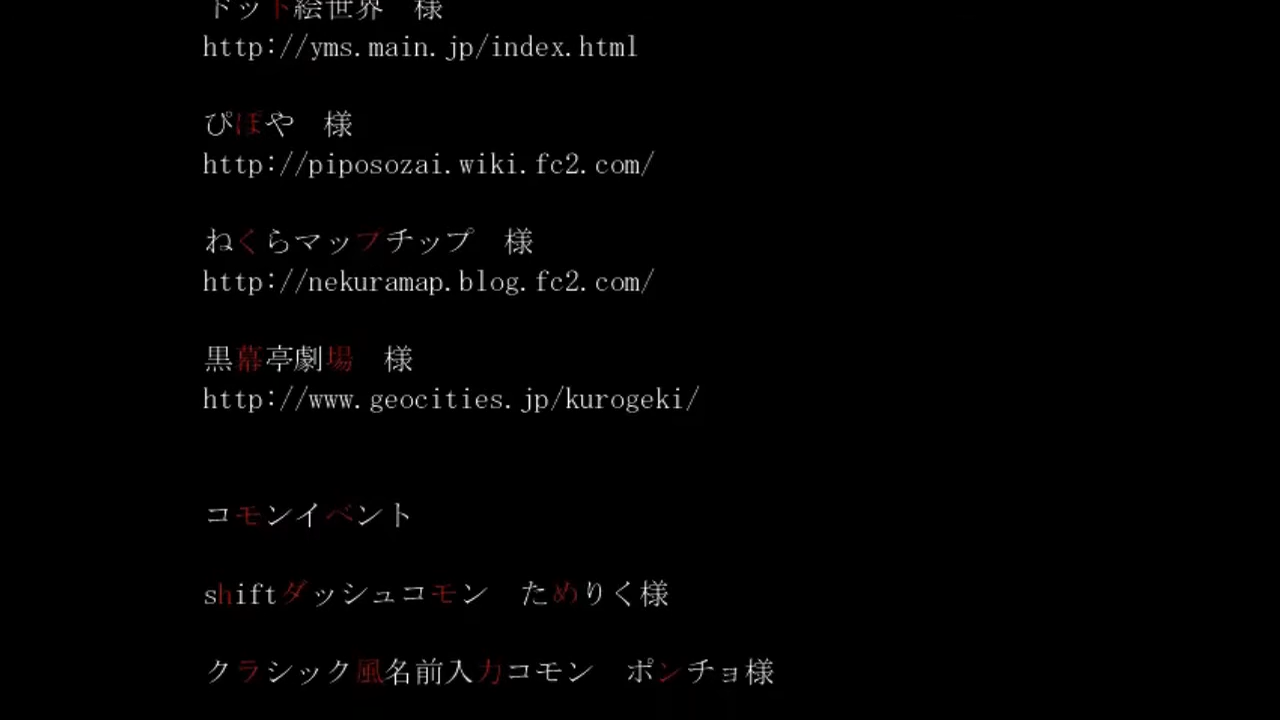 ドット絵世界　様
http://yms.main.jp/index.html
ぴぽや　様
http://piposozai.wiki.fc2.com/
ねくらマップチップ　様
http://nekuramap.blog.fc2.com/
黒幕亭劇場　様
http://www.geocities.jp/kurogeki/
コモンイベント
shiftダッシュコモン　ためりく様
クラシック風名前入力コモン　ポンチョ様